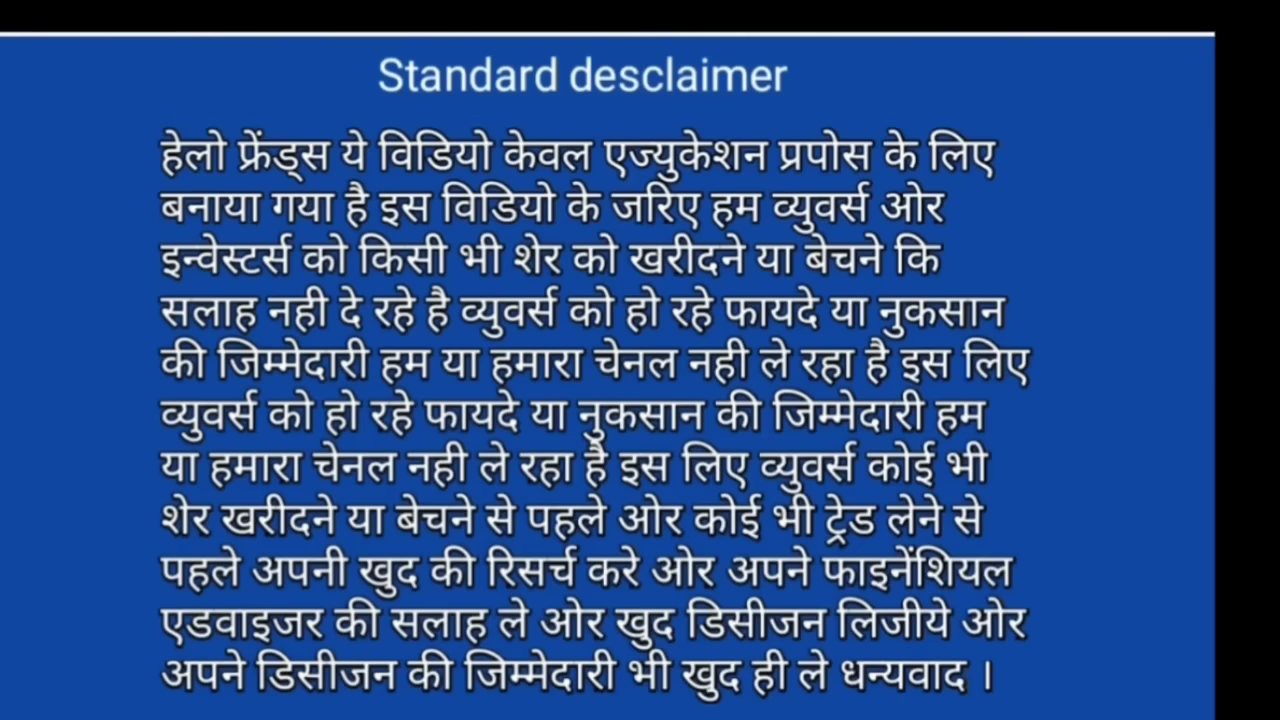 Standard desclaimer
हेलो फ्रेंड्स ये विडियो केवल एज्युकेशन प्रपोस के लिए
बनाया गया है इस विडियो के जरिए हम व्युवर्स ओर
इन्वेस्टर्स को किसी भी शेर को खरीदने या बेचने कि
सलाह नही दे रहे है व्युवर्स को हो रहे फायदे या नुकसान
की जिम्मेदारी हम या हमारा चेनल नही ले रहा है इस लिए
व्युवर्स को हो रहे फायदे या नुकसान की जिम्मेदारी हम
या हमारा चेनल नही ले रहा है इस लिए व्युवर्स कोई भी
शेर खरीदने या बेचने से पहले ओर कोई भी ट्रेड लेने से
पहले अपनी खुद की रिसर्च करे ओर अपने फाइनेंशियल
एडवाइजर की सलाह ले ओर खुद डिसीजन लिजीये ओर
अपने डिसीजन की जिम्मेदारी भी खुद ही ले धन्यवाद ।